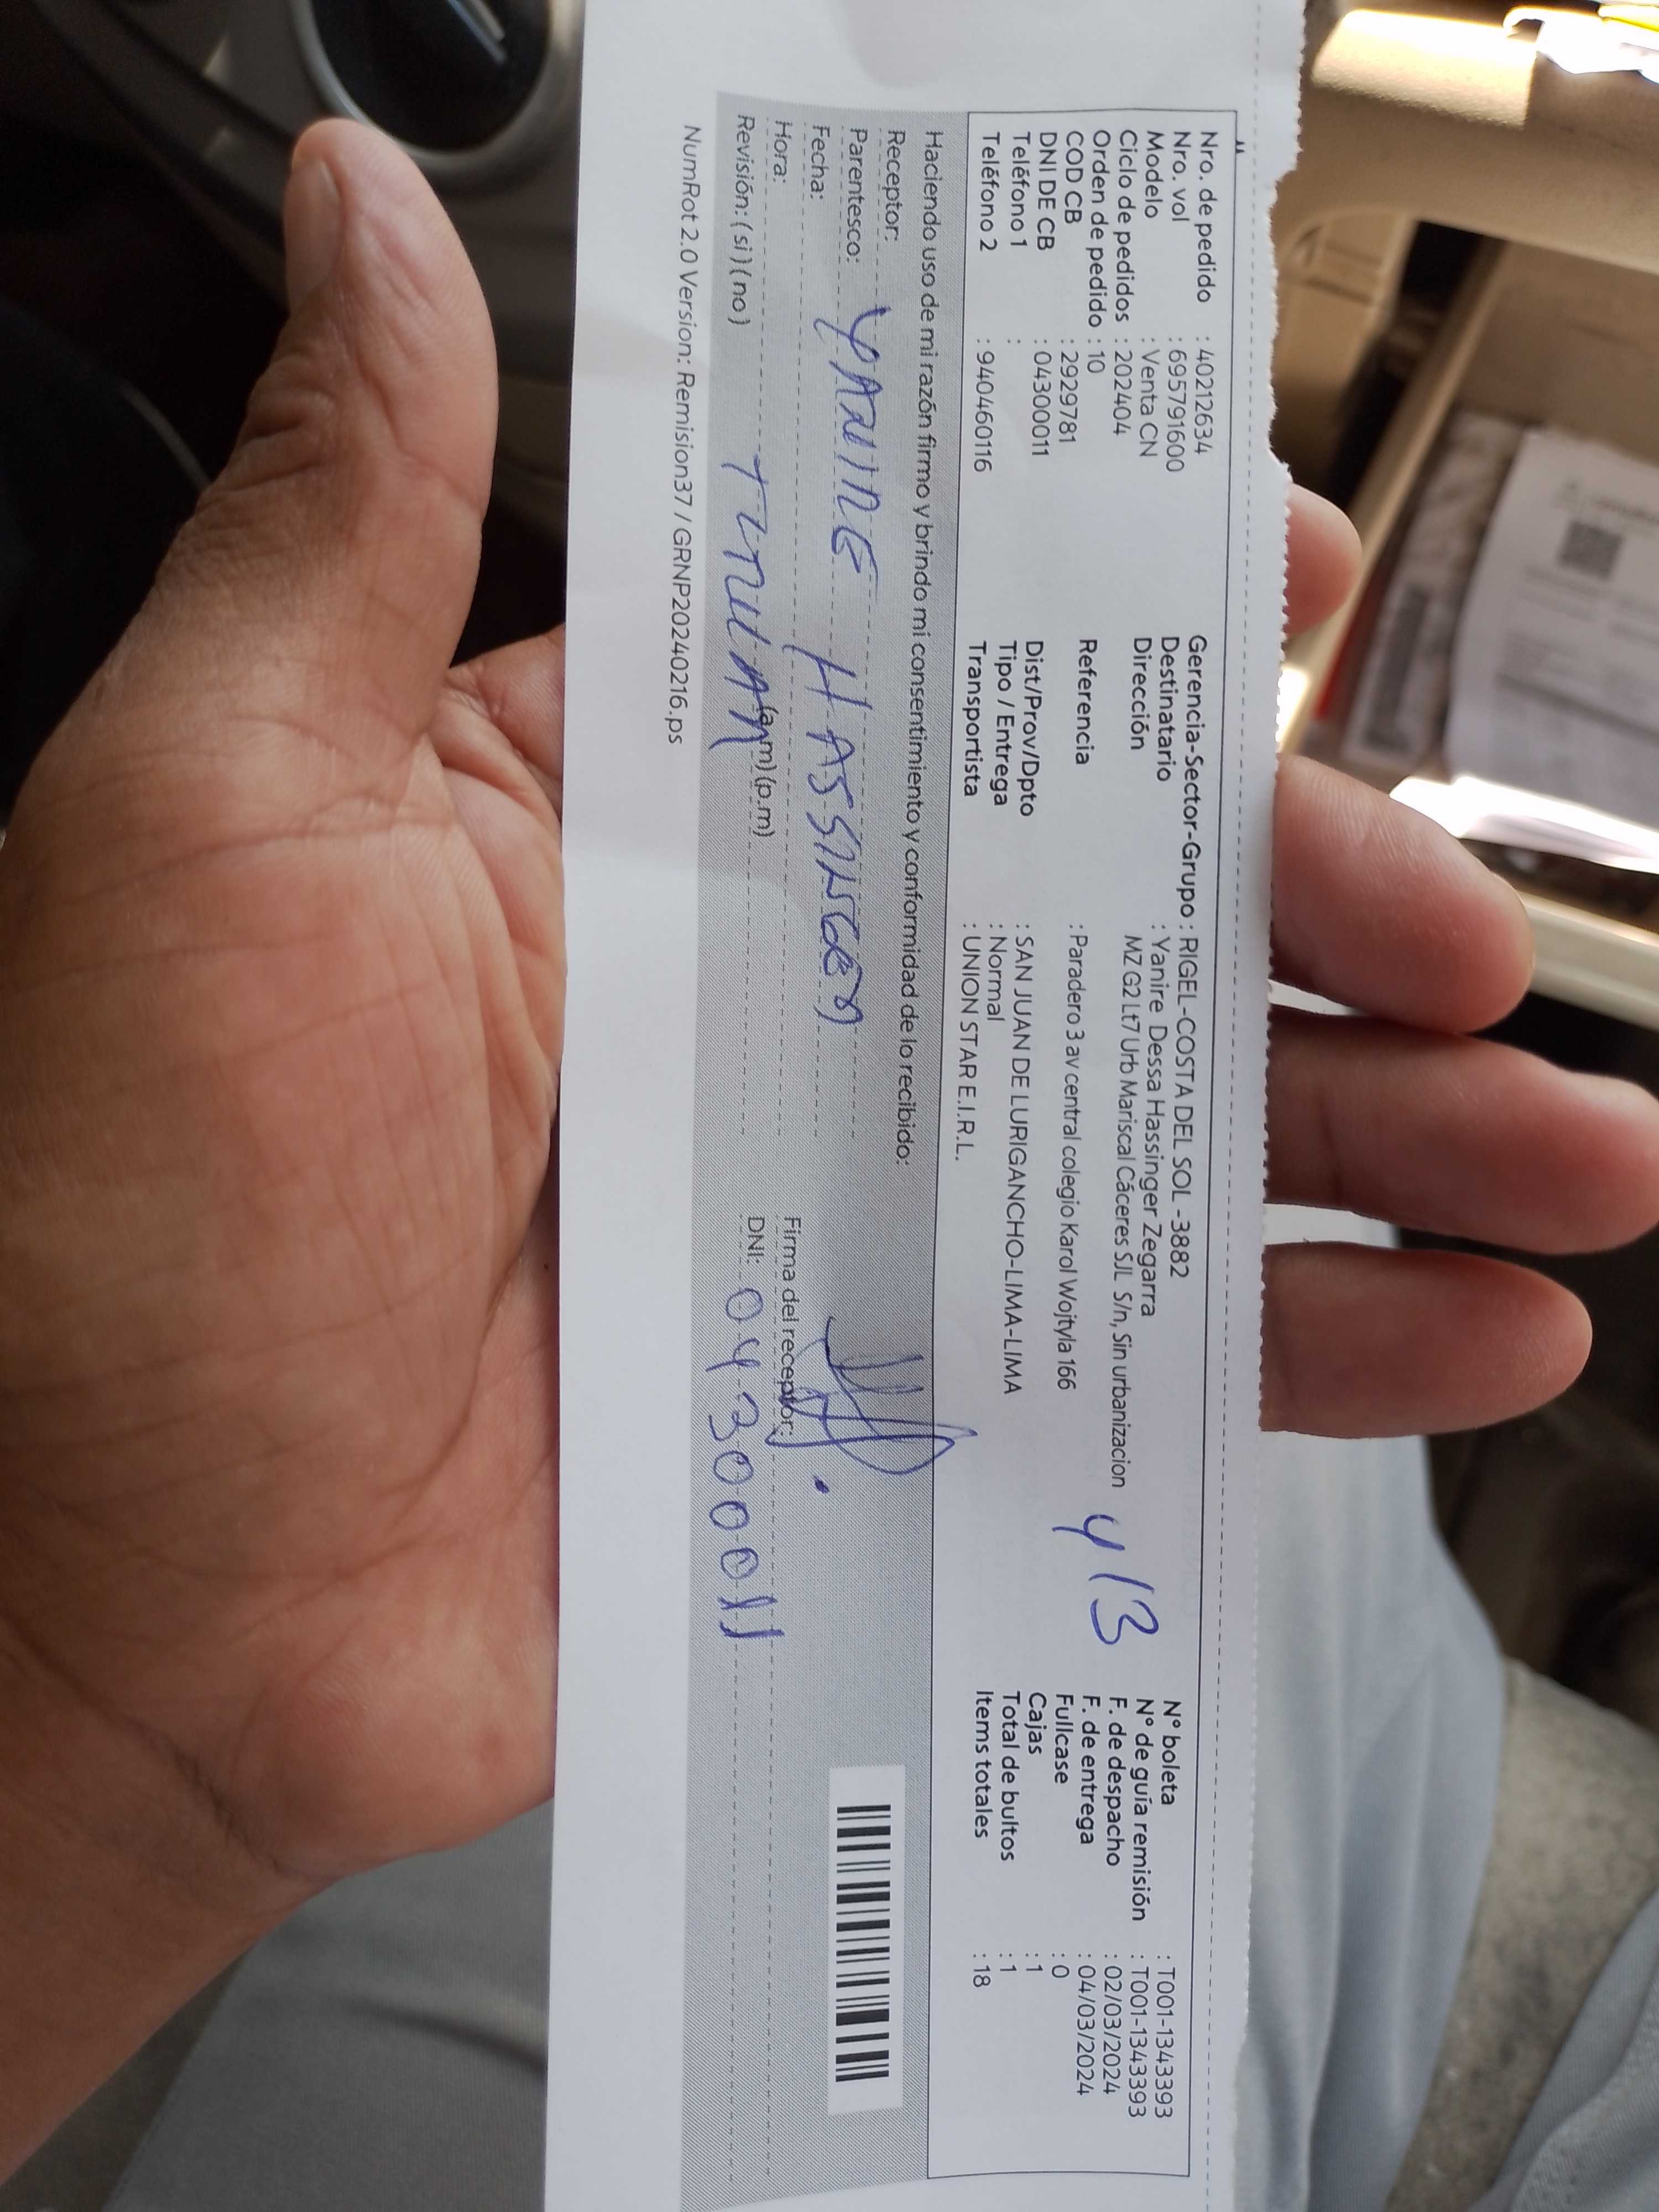 Nro. de pedido : 40212634
Nro. vol : 695791600
Modelo : Venta CN
Ciclo de pedidos : 202404
Orden de pedido : 10
COD CB : 2929781
DNI DE CB : 04300011
Teléfono 1 :
Teléfono 2 : 940460116
Gerencia-Sector-Grupo : RIGEL-COSTA DEL SOL -3882
Destinatario : Yanire Dessa Hassinger Zegarra
Dirección MZ G2 Lt7 Urb Mariscal Cáceres SJL S/n, Sin urbanizacion
Referencia : Paradero 3 av central colegio Karol Wojtyla 166
Dist/Prov/Dpto : SAN JUAN DE LURIGANCHO-LIMA-LIMA
Tipo / Entrega : Normal
Transportista : UNION STAR E.I.R.L.
413
N° boleta : T001-1343393
N° de guía remisión : T001-1343393
F. de despacho : 02/03/2024
F. de entrega : 04/03/2024
Fullcase : 0
Cajas : 1
Total de bultos : 1
Items totales : 18
Haciendo uso de mi razón firmo y brindo mi consentimiento y conformidad de lo recibido:
Receptor:
Parentesco:
Fecha:
Hora: (a.m) (p.m)
Revisión: (si) (no)
HASSINGER
Firma del receptor:
DNI: 04300011
NumRot 2.0 Version: Remision37 / GRNP20240216.ps